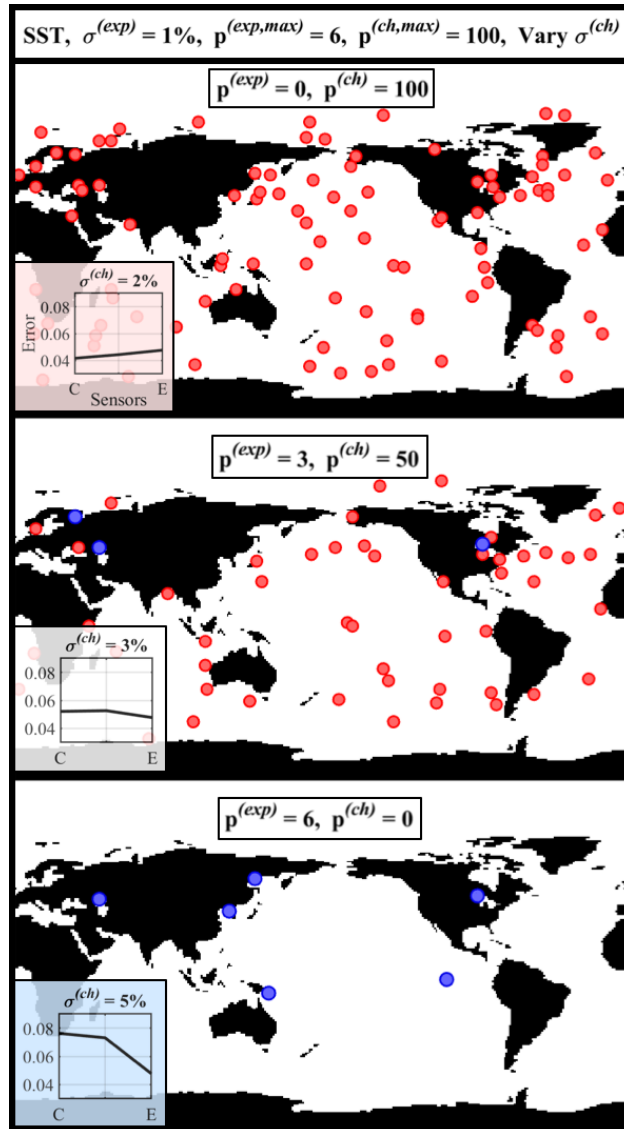 SST, σ^(exp) = 1%, p^(exp,max) = 6, p^(ch,max) = 100, Vary σ^(ch)
p^(exp) = 0, p^(ch) = 100
σ^(ch) = 2%
Error
0.08
0.06
0.04
C E
Sensors
p^(exp) = 3, p^(ch) = 50
σ^(ch) = 3%
0.08
0.06
0.04
C E
p^(exp) = 6, p^(ch) = 0
σ^(ch) = 5%
0.08
0.06
0.04
C E